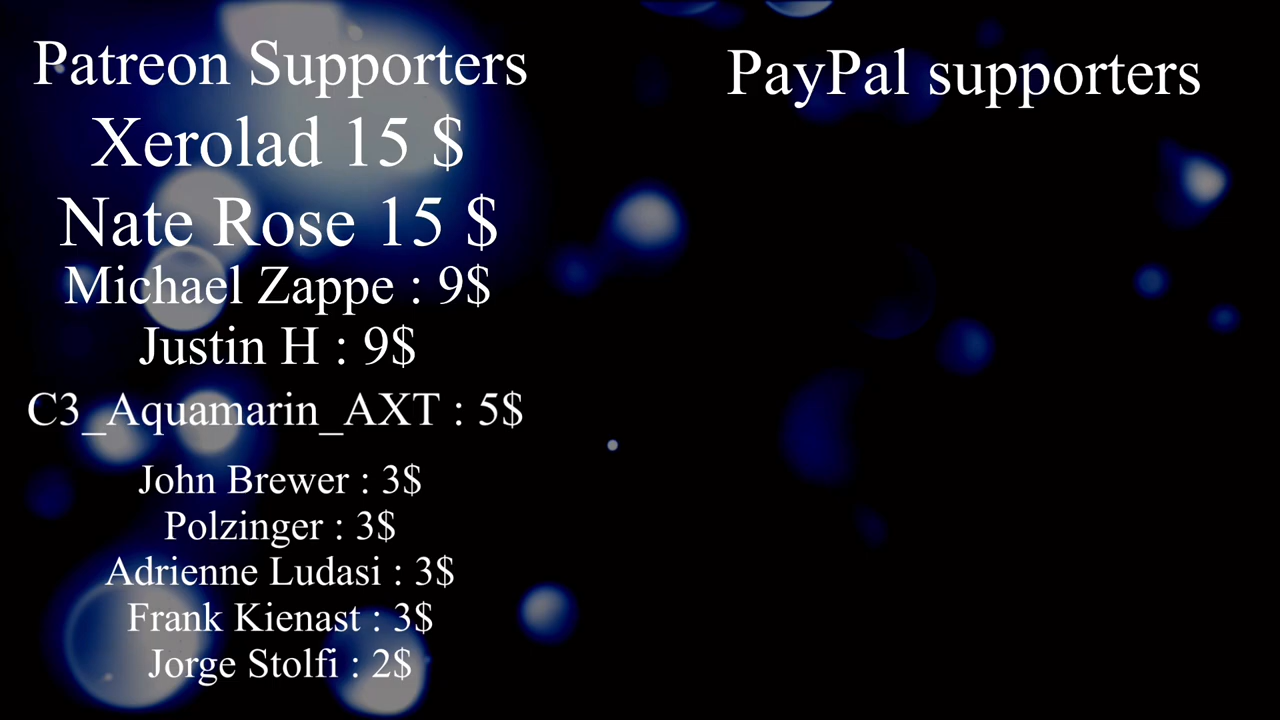 Patreon Supporters
Xerolad 15 $
Nate Rose 15 $
Michael Zappe : 9$
Justin H : 9$
C3_Aquamarin_AXT : 5$
John Brewer : 3$
Polzinger : 3$
Adrienne Ludasi : 3$
Frank Kienast : 3$
Jorge Stolfi : 2$
PayPal supporters